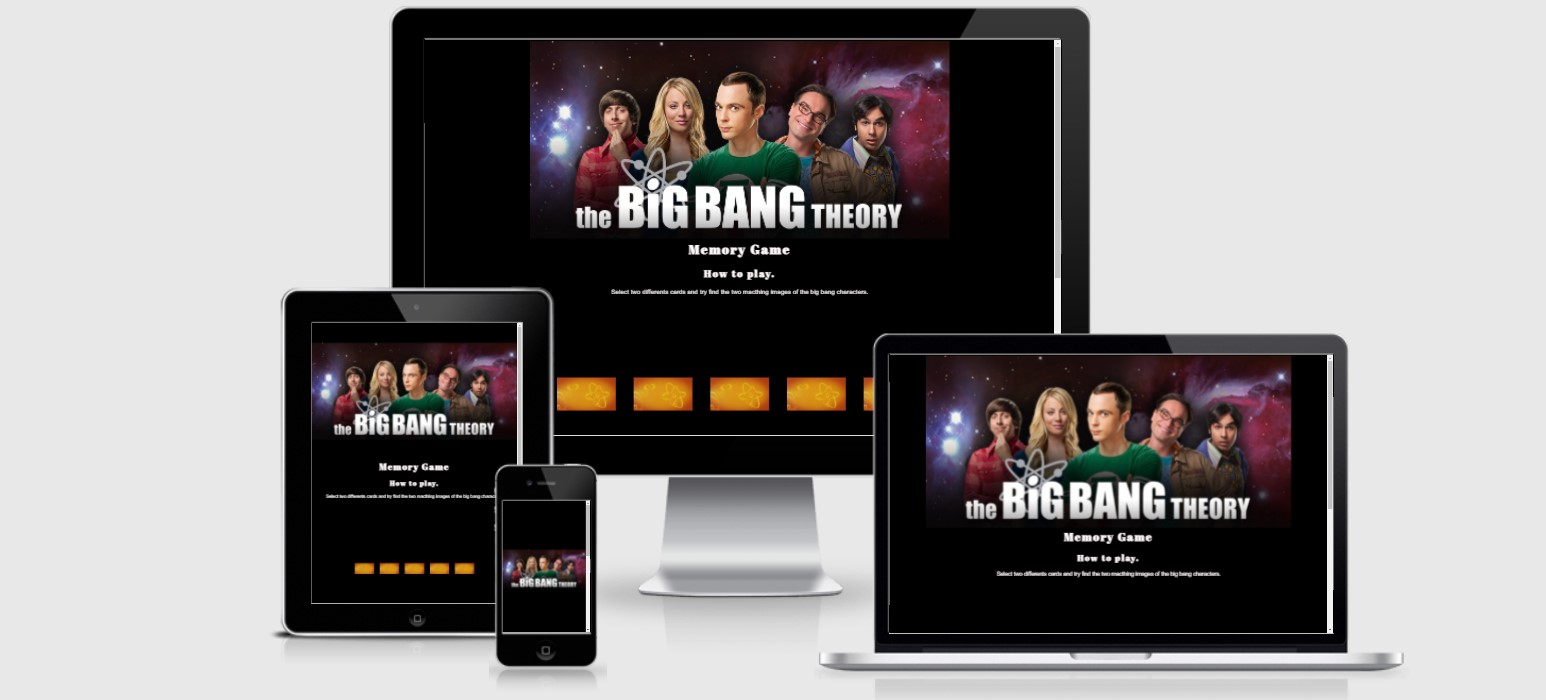 the BiG BANG THEORY
Memory Game
How to play.
Select two differents cards and try find the two macthing images of the big bang characters.
the BiG BANG THEORY
Memory Game
How to play.
Select two differents cards and try find the two macthing images of the big bang charac
the BiG BANG THEORY
the BiG BANG THEORY
Memory Game
How to play.
Select two differents cards and try find the two macthing images of the big bang characters.